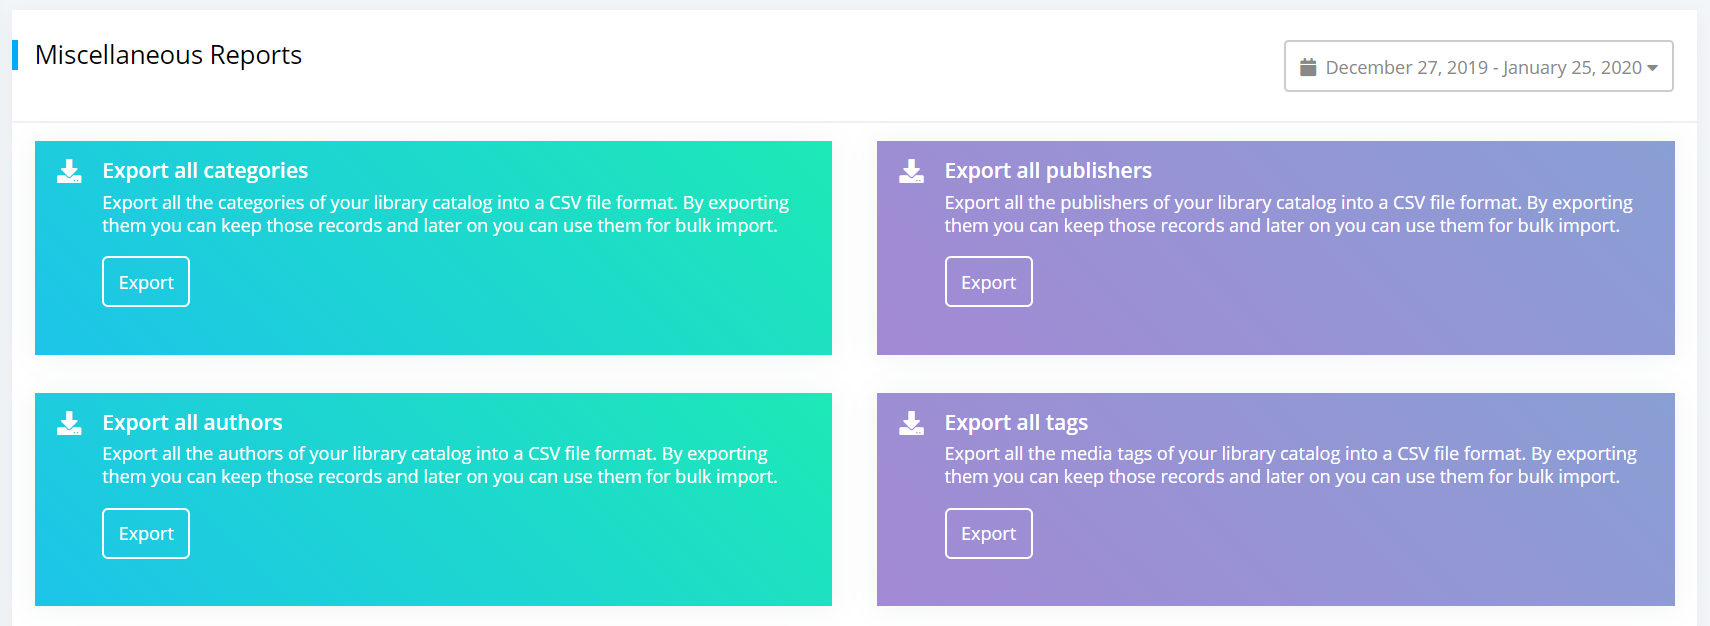 Miscellaneous Reports
December 27, 2019 - January 25, 2020
Export all categories
Export all the categories of your library catalog into a CSV file format. By exporting
them you can keep those records and later on you can use them for bulk import.
Export
Export all publishers
Export all the publishers of your library catalog into a CSV file format. By exporting
them you can keep those records and later on you can use them for bulk import.
Export
Export all authors
Export all the authors of your library catalog into a CSV file format. By exporting
them you can keep those records and later on you can use them for bulk import.
Export
Export all tags
Export all the media tags of your library catalog into a CSV file format. By exporting
them you can keep those records and later on you can use them for bulk import.
Export